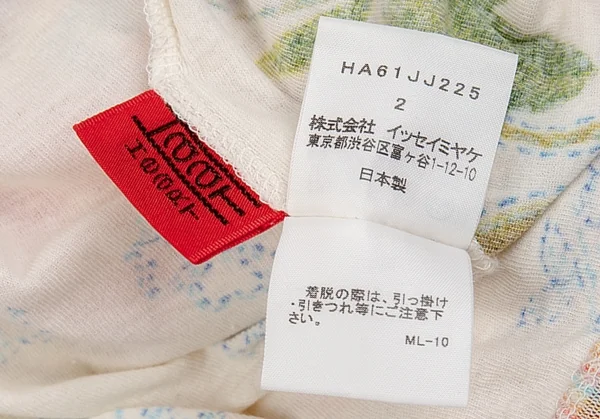 HA61JJ225
2
株式会社 イッセイミヤケ
東京都渋谷区富ヶ谷1-12-10
日本製
着脱の際は、引っ掛け
・引きつれ等にご注意下
さい。
ML-10